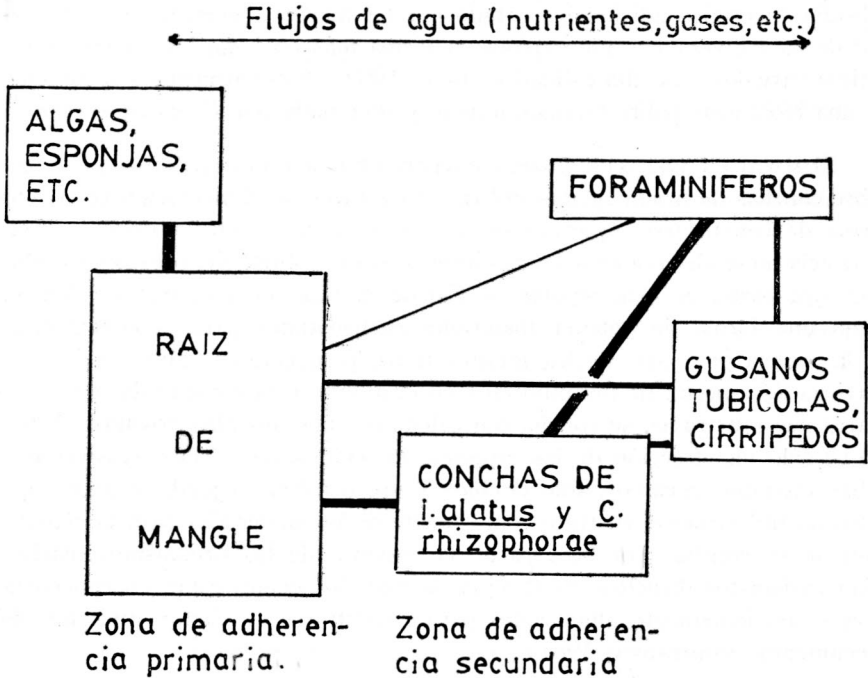 Flujos de agua (nutrientes, gases, etc.)
ALGAS,
ESPONJAS,
ETC.
FORAMINIFEROS
RAIZ
DE
MANGLE
GUSANOS
TUBICOLAS,
CIRRIPEDOS
CONCHAS DE
I. alatus y C.
rhizophorae
Zona de adheren-
cia primaria.
Zona de adheren-
cia secundaria